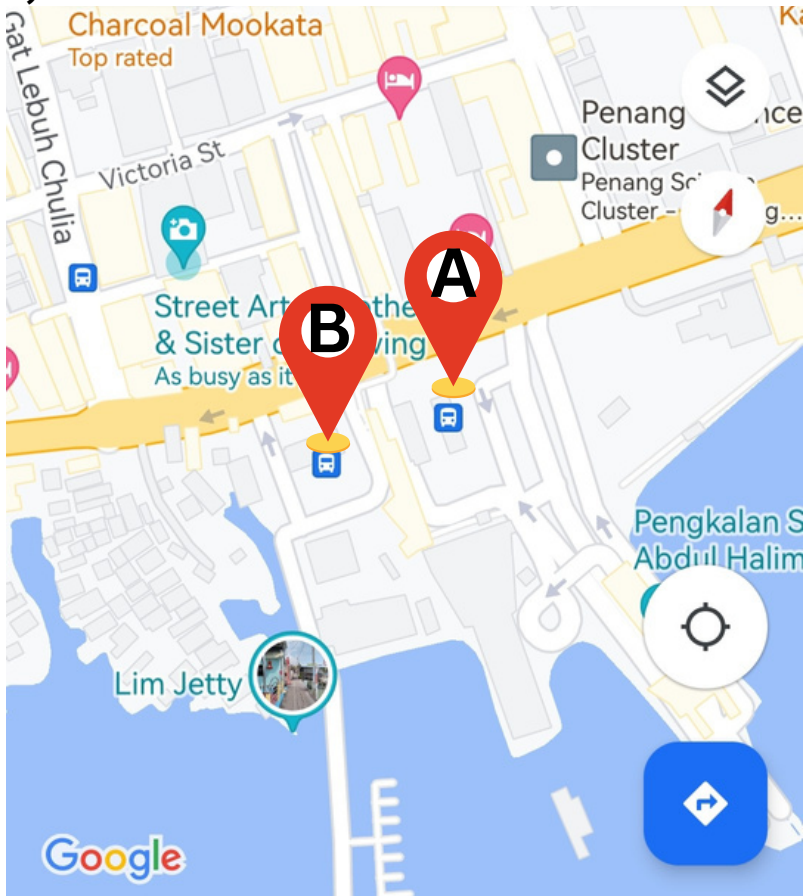 Charcoal Mookata
Top rated
Gat Lebuh Chulia
Victoria St
Penang
Cluster
Cluster -
Street Art
& Sister
As busy as it
A
B
Pengkalan S
Abdul Halim
Lim Jetty
Google